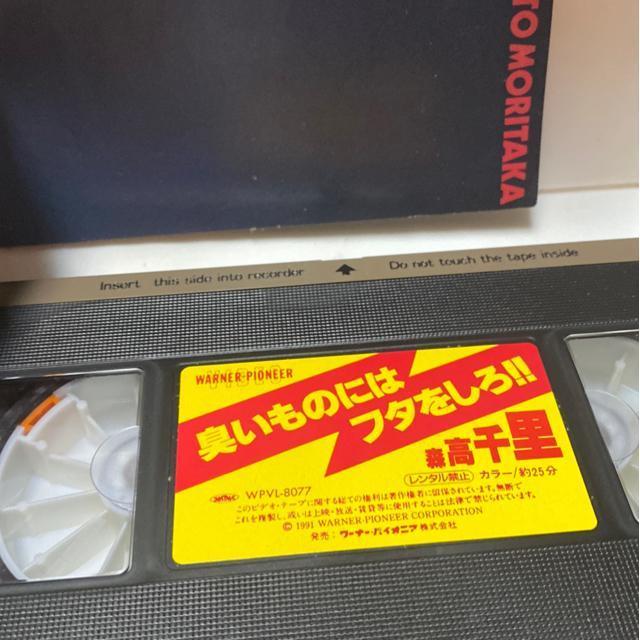 TO MORITAKA
Insert this side into recorder
Do not touch the tape inside
WARNER-PIONEER
臭いものには
フタをしろ!!
森高千里
レンタル禁止 カラー/約25分
WPVL-8077
このビデオ・テープに関する総ての権利は著作権者に留保されています。無断で
これを複製し、或いは上映・放送・賃貸等に使用することは法律で禁じられています。
© 1991 WARNER-PIONEER CORPORATION
発売:ワーナー・パイオニア株式会社